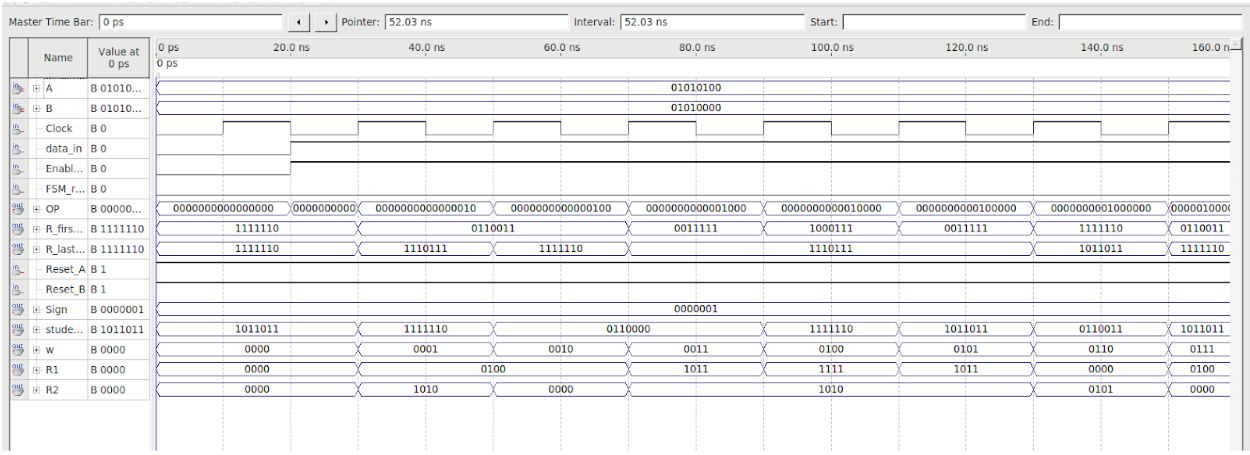 Master Time Bar: 0 ps Pointer: 52.03 ns Interval: 52.03 ns Start: End:
Name Value at 0 ps 0 ps 20.0 ns 40.0 ns 60.0 ns 80.0 ns 100.0 ns 120.0 ns 140.0 ns 160.0 n
0 ps
A B 01010... 01010100
B B 01010... 01010000
Clock B 0
data_in B 0
Enabl... B 0
FSM_r... B 0
OP B 00000... 0000000000000000 0000000000 0000000000000010 0000000000000100 0000000000001000 0000000000010000 0000000000100000 0000000001000000 0000010000
R_firs... B 1111110 1111110 0110011 0011111 1000111 0011111 1111110 0110011
R_last... B 1111110 1111110 1110111 1111110 1110111 1011011 1111110
Reset_A B 1
Reset_B B 1
Sign B 0000001 0000001
stude... B 1011011 1011011 1111110 0110000 1111110 1011011 0110011 1011011
w B 0000 0000 0001 0010 0011 0100 0101 0110 0111
R1 B 0000 0000 0100 1011 1111 1011 0000 0100
R2 B 0000 0000 1010 0000 1010 0101 0000